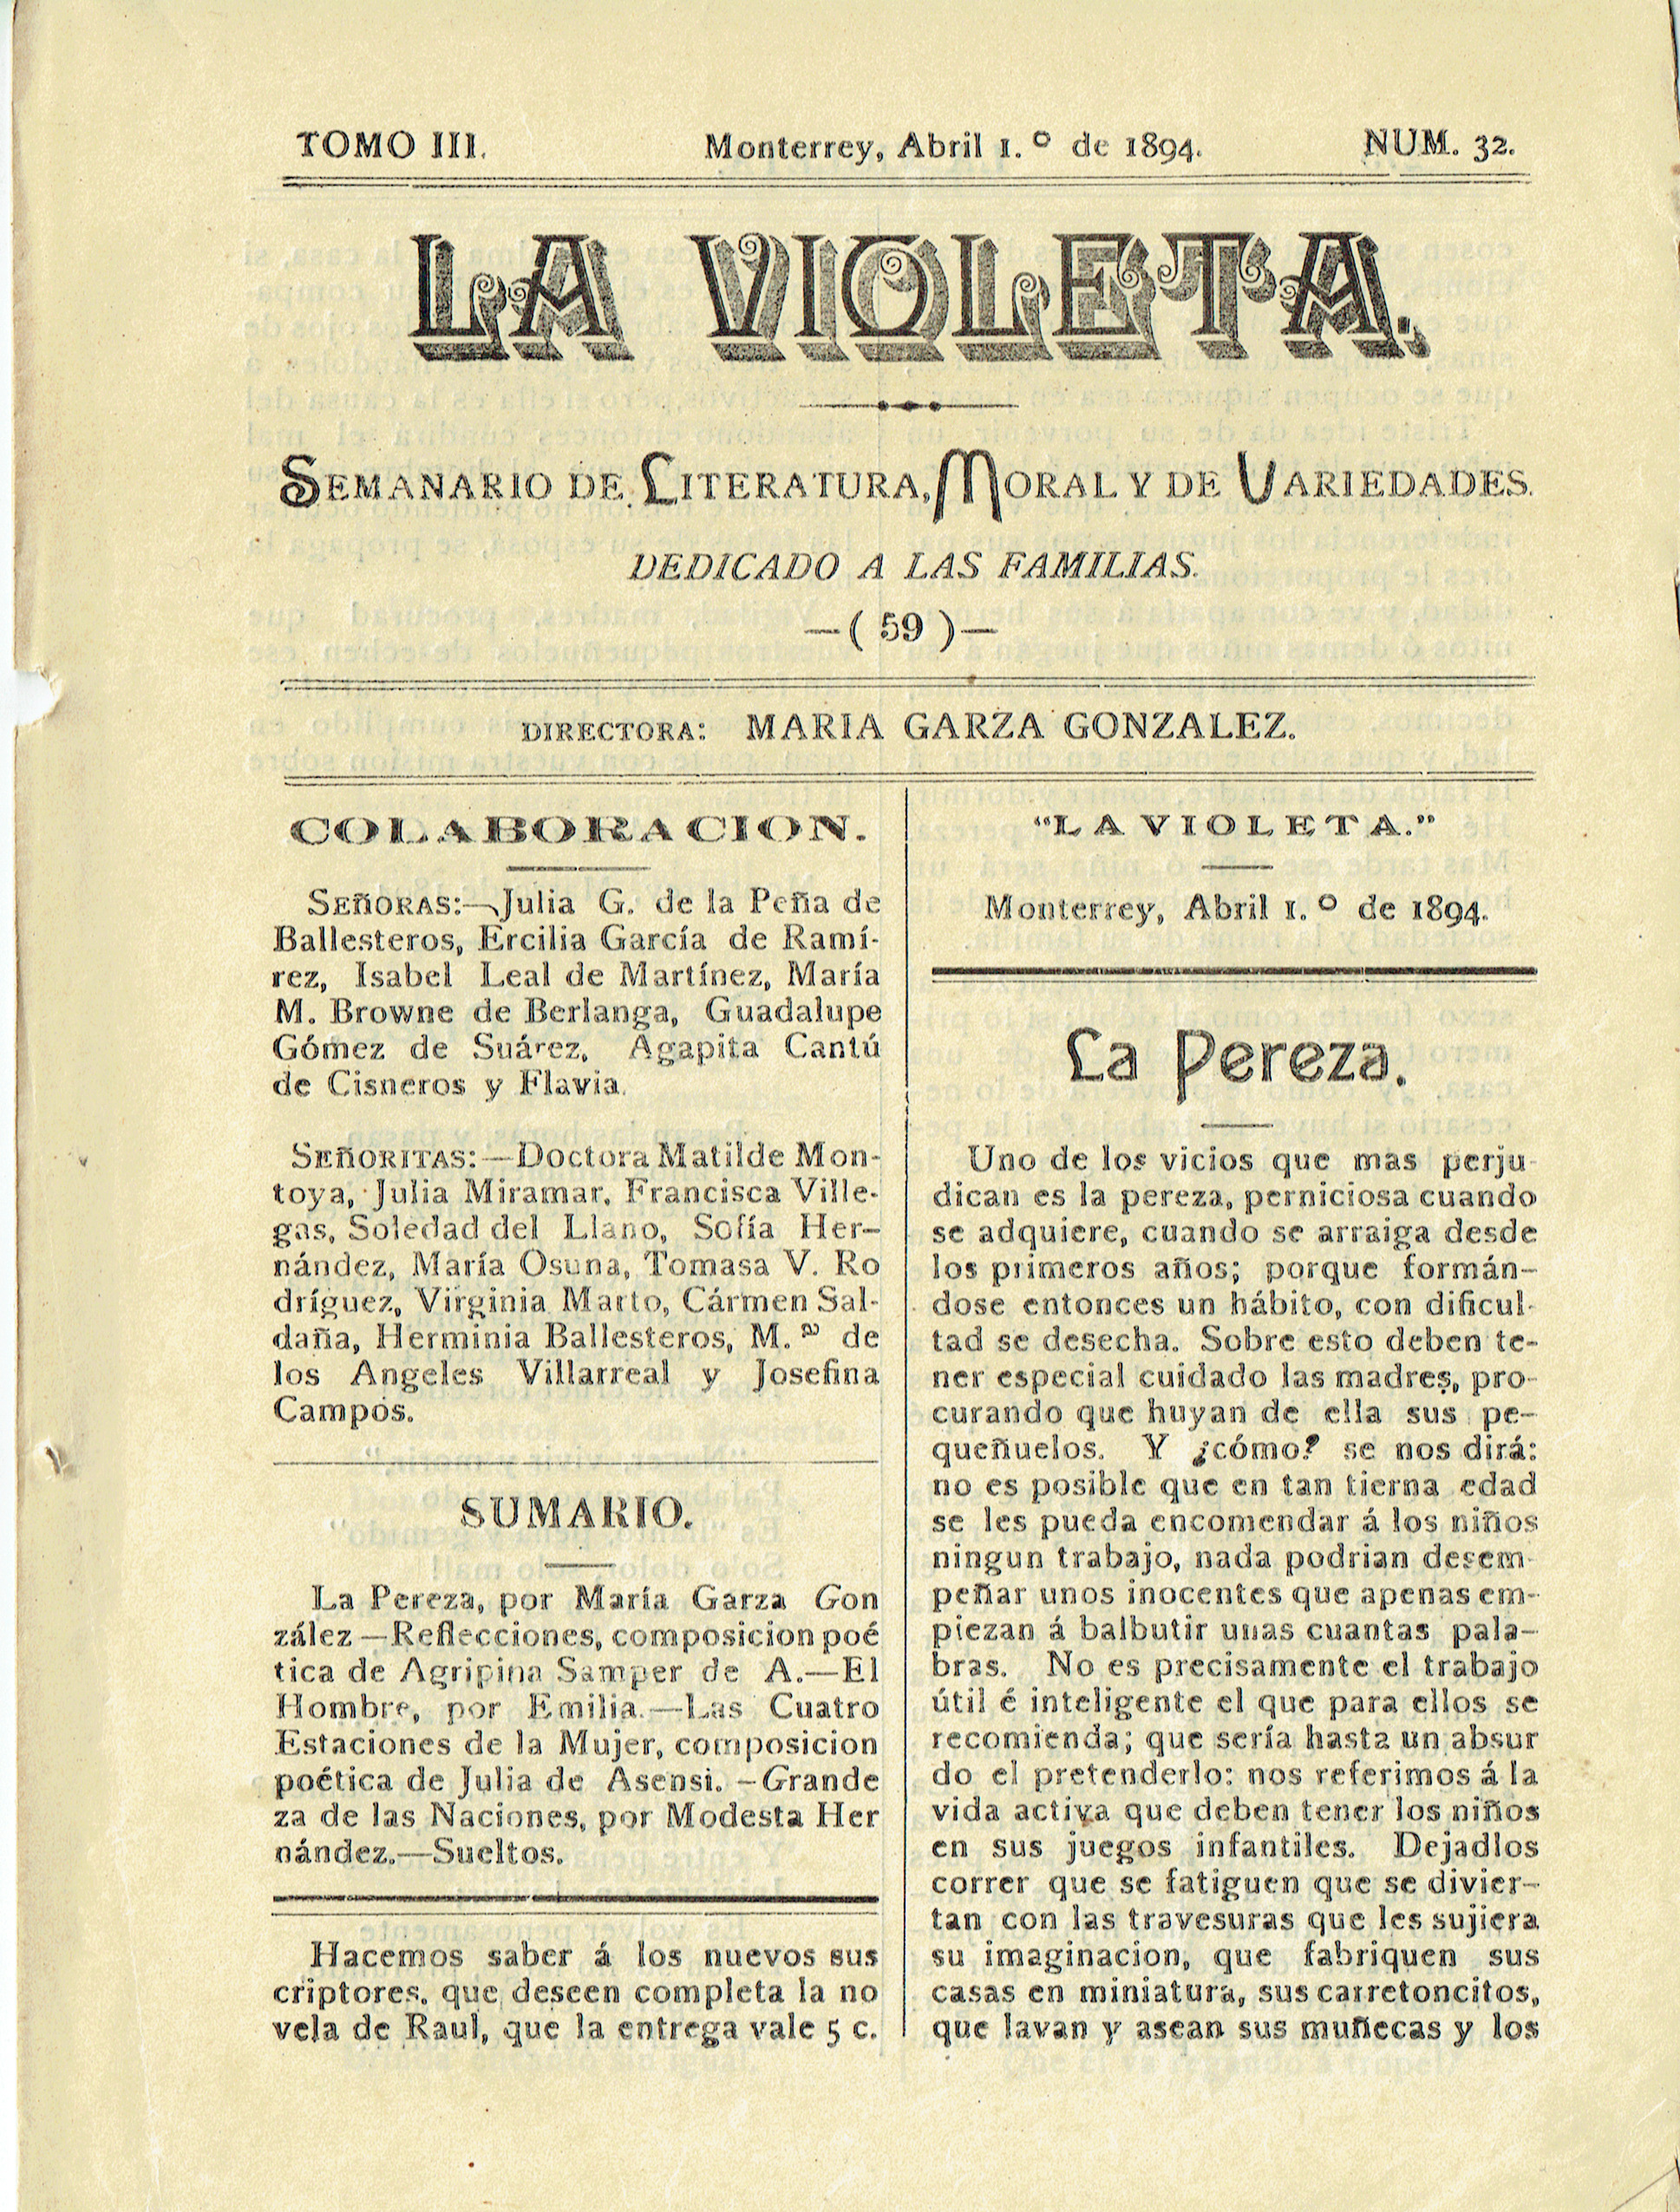 TOMO III.
Monterrey, Abril 1.º de 1894.
NUM. 32.
LA VIOLETA.
SEMANARIO DE LITERATURA, MORAL Y DE VARIEDADES.
DEDICADO A LAS FAMILIAS.
—( 59 )—
DIRECTORA: MARIA GARZA GONZALEZ.
COLABORACION.
SEÑORAS:—Julia G. de la Peña de
Ballesteros, Ercilia García de Ramí-
rez, Isabel Leal de Martínez, María
M. Browne de Berlanga, Guadalupe
Gómez de Suárez, Agapita Cantú
de Cisneros y Flavia.
SEÑORITAS:—Doctora Matilde Mon-
toya, Julia Miramar, Francisca Ville-
gas, Soledad del Llano, Sofía Her-
nández, María Osuna, Tomasa V. Ro
dríguez, Virginia Marto, Cármen Sal-
daña, Herminia Ballesteros, M.ª de
los Angeles Villarreal y Josefina
Campos.
SUMARIO.
La Pereza, por María Garza Gon
zález—Reflecciones, composicion poé
tica de Agripina Samper de A.—El
Hombre, por Emilia.—Las Cuatro
Estaciones de la Mujer, composicion
poética de Julia de Asensi.—Grande
za de las Naciones, por Modesta Her
nández.—Sueltos.
Hacemos saber á los nuevos sus
criptores, que deseen completa la no
vela de Raul, que la entrega vale 5 c.
"LA VIOLETA."
Monterrey, Abril 1.º de 1894.
La Pereza.
Uno de los vicios que mas perju-
dican es la pereza, perniciosa cuando
se adquiere, cuando se arraiga desde
los primeros años; porque formán-
dose entonces un hábito, con dificul-
tad se desecha. Sobre esto deben te-
ner especial cuidado las madres, pro-
curando que huyan de ella sus pe-
queñuelos. Y ¿cómo? se nos dirá:
no es posible que en tan tierna edad
se les pueda encomendar á los niños
ningun trabajo, nada podrian desem-
peñar unos inocentes que apenas em-
piezan á balbutir unas cuantas pala-
bras. No es precisamente el trabajo
útil é inteligente el que para ellos se
recomienda; que sería hasta un absur
do el pretenderlo: nos referimos á la
vida activa que deben tener los niños
en sus juegos infantiles. Dejadlos
correr que se fatiguen que se divier-
tan con las travesuras que les sujiera
su imaginacion, que fabriquen sus
casas en miniatura, sus carretoncitos,
que lavan y asean sus muñecas y los